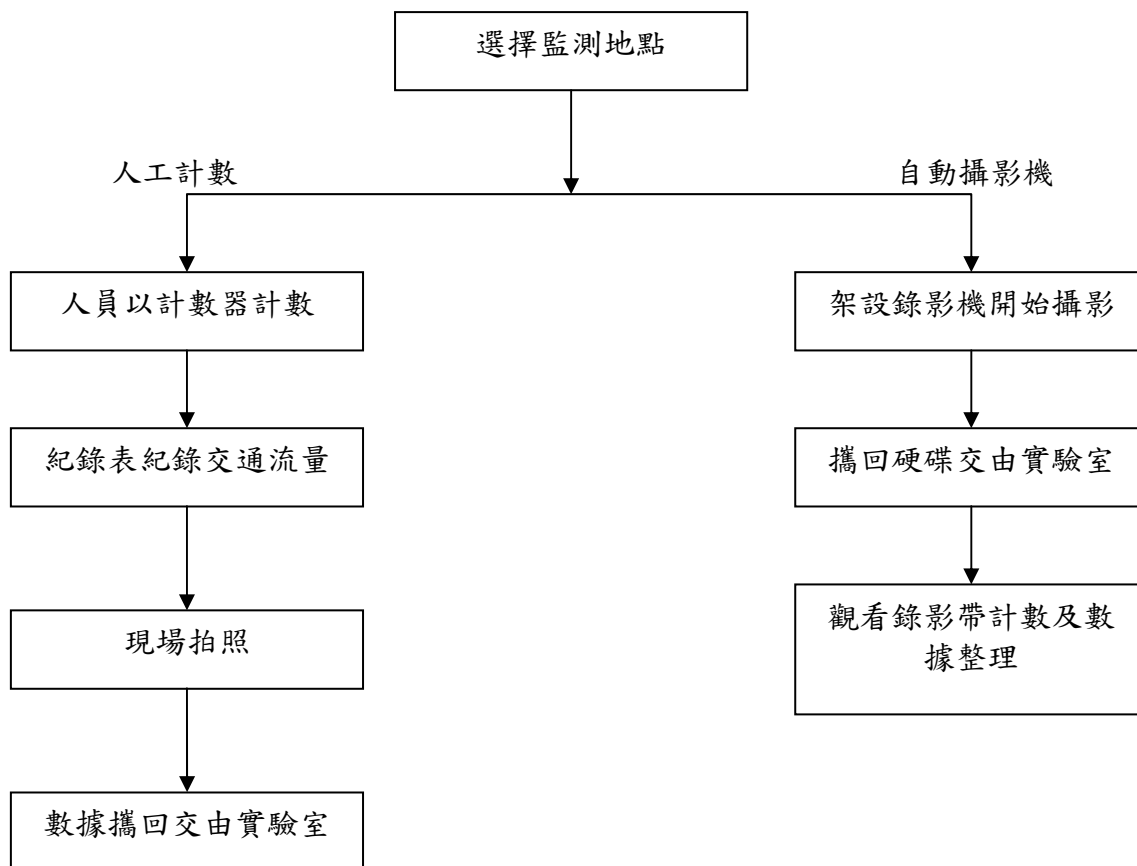 選擇監測地點
人工計數
自動攝影機
人員以計數器計數
架設錄影機開始攝影
紀錄表紀錄交通流量
攜回硬碟交由實驗室
現場拍照
觀看錄影帶計數及數
據整理
數據攜回交由實驗室